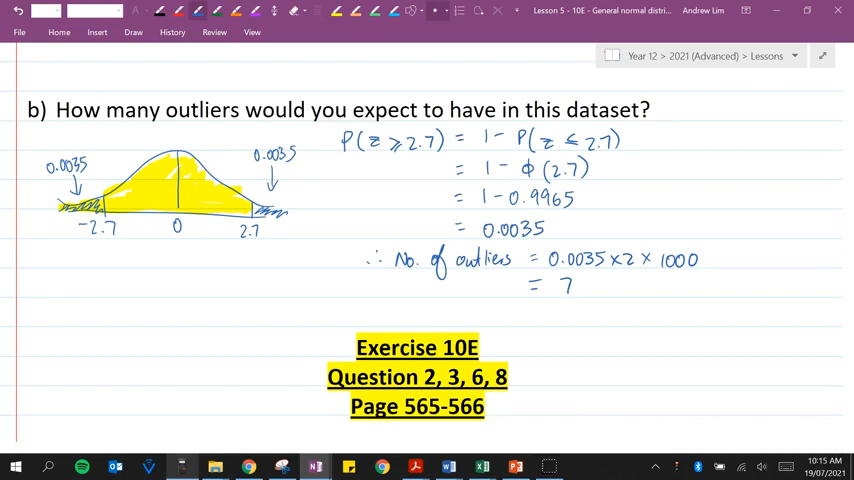 Lesson 5 - 10E - General normal distri...
Andrew Lim
File Home Insert Draw History Review View
Year 12 > 2021 (Advanced) > Lessons
b) How many outliers would you expect to have in this dataset?
P(z ⩾ 2.7) = 1 - P(z ≤ 2.7)
= 1 - Φ(2.7)
= 1 - 0.9965
= 0.0035
∴ No. of outliers = 0.0035 × 2 × 1000
= 7
0.0035
0.0035
-2.7 0 2.7
Exercise 10E
Question 2, 3, 6, 8
Page 565-566
10:15 AM
19/07/2021